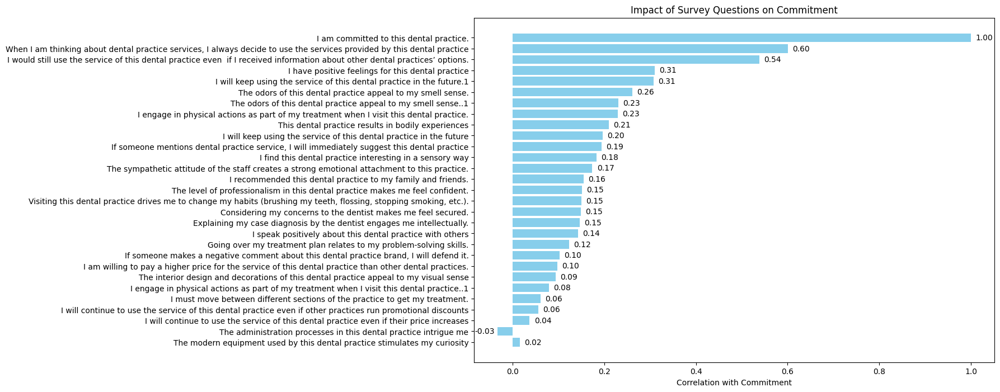 Impact of Survey Questions on Commitment
I am committed to this dental practice. 1.00
When I am thinking about dental practice services, I always decide to use the services provided by this dental practice 0.60
I would still use the service of this dental practice even  if I received information about other dental practices’ options. 0.54
I have positive feelings for this dental practice 0.31
I will keep using the service of this dental practice in the future.1 0.31
The odors of this dental practice appeal to my smell sense. 0.26
The odors of this dental practice appeal to my smell sense..1 0.23
I engage in physical actions as part of my treatment when I visit this dental practice. 0.23
This dental practice results in bodily experiences 0.21
I will keep using the service of this dental practice in the future 0.20
If someone mentions dental practice service, I will immediately suggest this dental practice 0.19
I find this dental practice interesting in a sensory way 0.18
The sympathetic attitude of the staff creates a strong emotional attachment to this practice. 0.17
I recommended this dental practice to my family and friends. 0.16
The level of professionalism in this dental practice makes me feel confident. 0.15
Visiting this dental practice drives me to change my habits (brushing my teeth, flossing, stopping smoking, etc.). 0.15
Considering my concerns to the dentist makes me feel secured. 0.15
Explaining my case diagnosis by the dentist engages me intellectually. 0.15
I speak positively about this dental practice with others 0.14
Going over my treatment plan relates to my problem-solving skills. 0.12
If someone makes a negative comment about this dental practice brand, I will defend it. 0.10
I am willing to pay a higher price for the service of this dental practice than other dental practices. 0.10
The interior design and decorations of this dental practice appeal to my visual sense 0.09
I engage in physical actions as part of my treatment when I visit this dental practice..1 0.08
I must move between different sections of the practice to get my treatment. 0.06
I will continue to use the service of this dental practice even if other practices run promotional discounts 0.06
I will continue to use the service of this dental practice even if their price increases 0.04
The administration processes in this dental practice intrigue me -0.03
The modern equipment used by this dental practice stimulates my curiosity 0.02
0.0 0.2 0.4 0.6 0.8 1.0
Correlation with Commitment